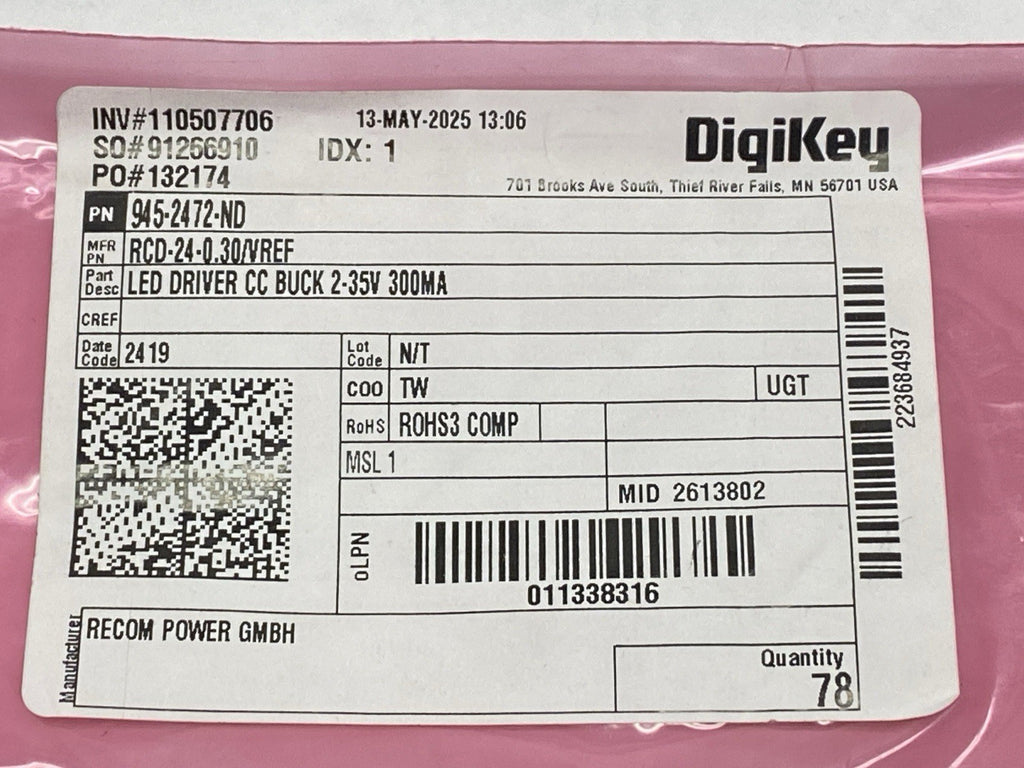 INV#110507706
13-MAY-2025 13:06
SO#91266910
IDX: 1
PO#132174
DigiKey
701 Brooks Ave South, Thief River Falls, MN 56701 USA
PN 945-2472-ND
MFR PN RCD-24-0.30/VREF
Part Desc LED DRIVER CC BUCK 2-35V 300MA
CREF
Date Code 2419
Lot Code N/T
COO TW
UGT
RoHS ROHS3 COMP
MSL 1
MID 2613802
oLPN
011338316
223684937
Manufacturer
RECOM POWER GMBH
Quantity
78